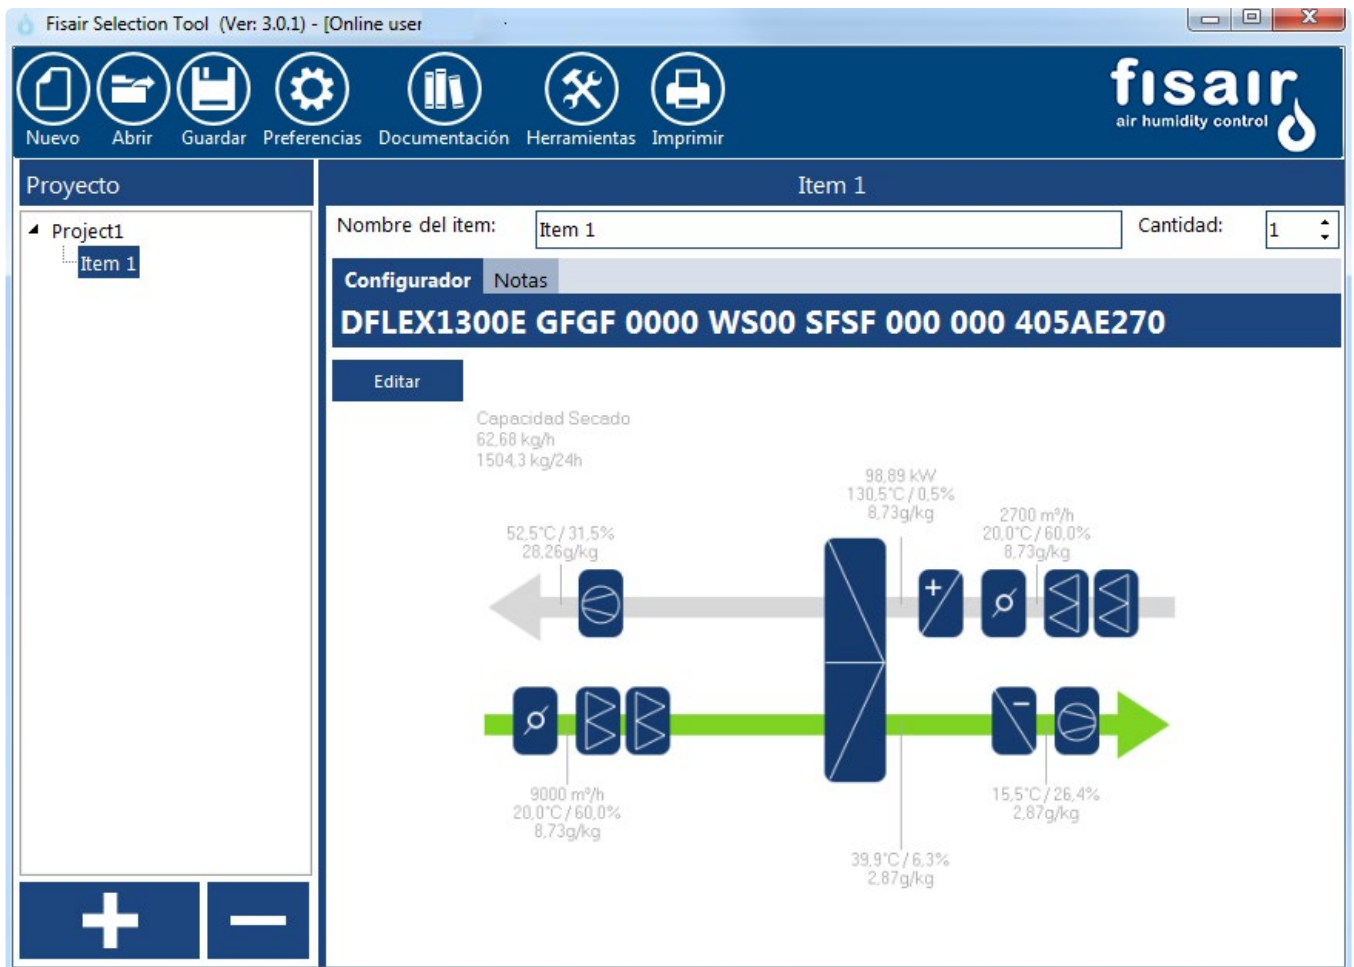 Fisair Selection Tool (Ver: 3.0.1) - [Online user
Nuevo Abrir Guardar Preferencias Documentación Herramientas Imprimir
fisair
air humidity control
Proyecto
Project1
Item 1
Item 1
Nombre del item: Item 1 Cantidad: 1
Configurador Notas
DFLEX1300E GFGF 0000 WS00 SFSF 000 000 405AE270
Editar
Capacidad Secado
62,68 kg/h
1504,3 kg/24h
98,89 kW
130,5°C / 0,5%
8,73g/kg
2700 m³/h
20,0°C / 60,0%
8,73g/kg
52,5°C / 31,5%
28,26g/kg
9000 m³/h
20,0°C / 60,0%
8,73g/kg
15,5°C / 26,4%
2,87g/kg
39,9°C / 6,3%
2,87g/kg